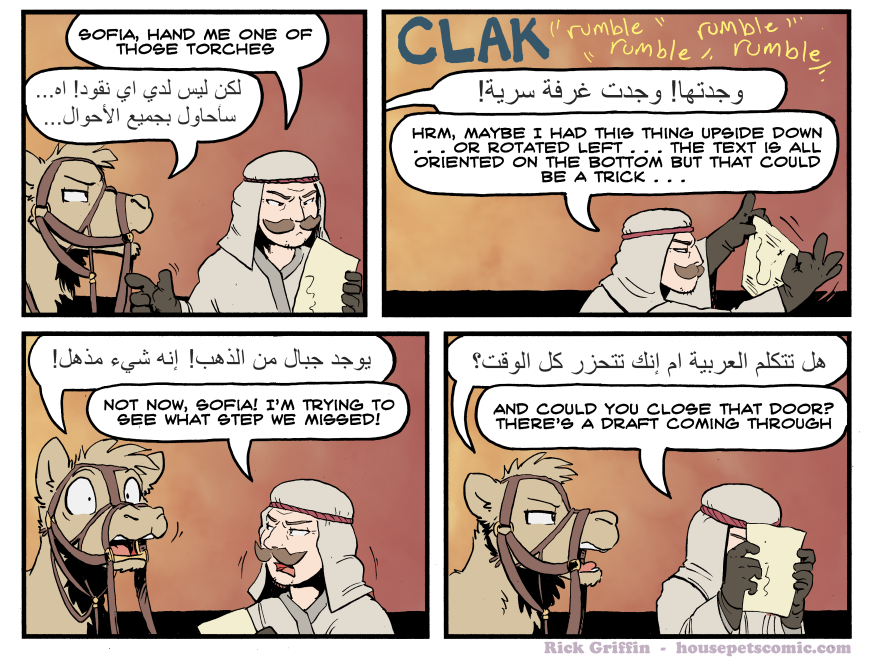 SOFIA, HAND ME ONE OF
THOSE TORCHES
لكن ليس لدي اي نقود! اه...
سأحاول بجميع الأحوال...
CLAK
"rumble" rumble"
"rumble" rumble"
وجدتها! وجدت غرفة سرية!
HRM, MAYBE I HAD THIS THING UPSIDE DOWN
. . . OR ROTATED LEFT . . . THE TEXT IS ALL
ORIENTED ON THE BOTTOM BUT THAT COULD
BE A TRICK . . .
يوجد جبال من الذهب! إنه شيء مذهل!
NOT NOW, SOFIA! I'M TRYING TO
SEE WHAT STEP WE MISSED!
هل تتكلم العربية ام إنك تتحزر كل الوقت؟
AND COULD YOU CLOSE THAT DOOR?
THERE'S A DRAFT COMING THROUGH
Rick Griffin - housepetscomic.com